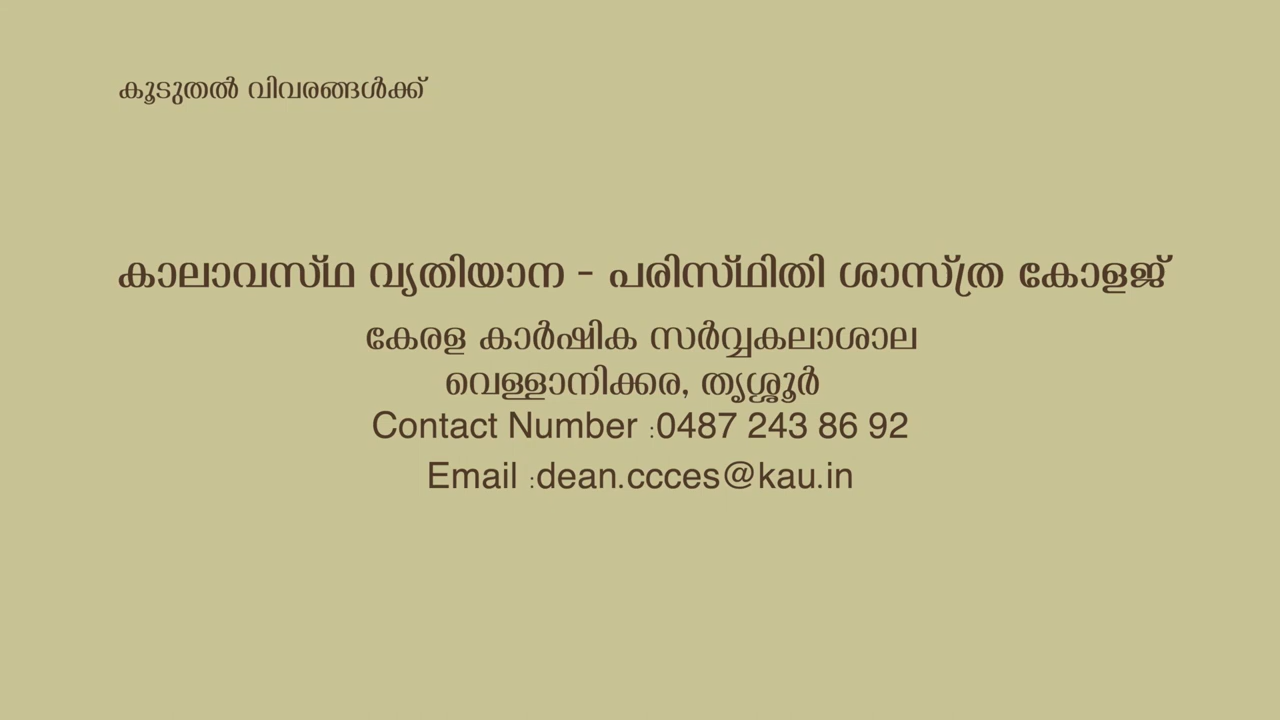 കൂടുതൽ വിവരങ്ങൾക്ക്
കാലാവസ്ഥ വ്യതിയാന - പരിസ്ഥിതി ശാസ്ത്ര കോളജ്
കേരള കാർഷിക സർവ്വകലാശാല
വെള്ളാനിക്കര, തൃശ്ശൂർ
Contact Number :0487 243 86 92
Email :dean.ccces@kau.in